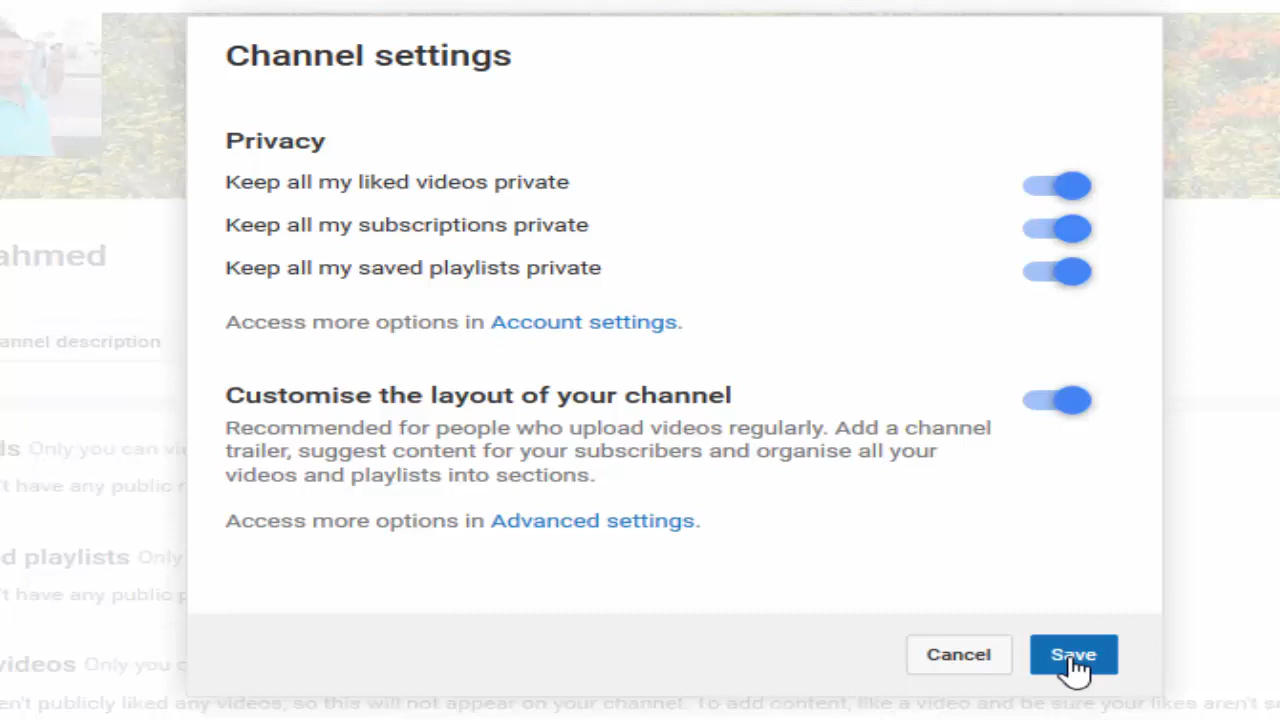 Channel settings
Privacy
Keep all my liked videos private
Keep all my subscriptions private
Keep all my saved playlists private
Access more options in Account settings.
Customise the layout of your channel
Recommended for people who upload videos regularly. Add a channel
trailer, suggest content for your subscribers and organise all your
videos and playlists into sections.
Access more options in Advanced settings.
Cancel
Save
ahmed
annel description
ls Only you can vi
't have any public
d playlists Only
't have any public p
videos Only you c
en't publicly liked any videos, so this will not appear on your channel. To add content, like a video and be sure your likes aren't s